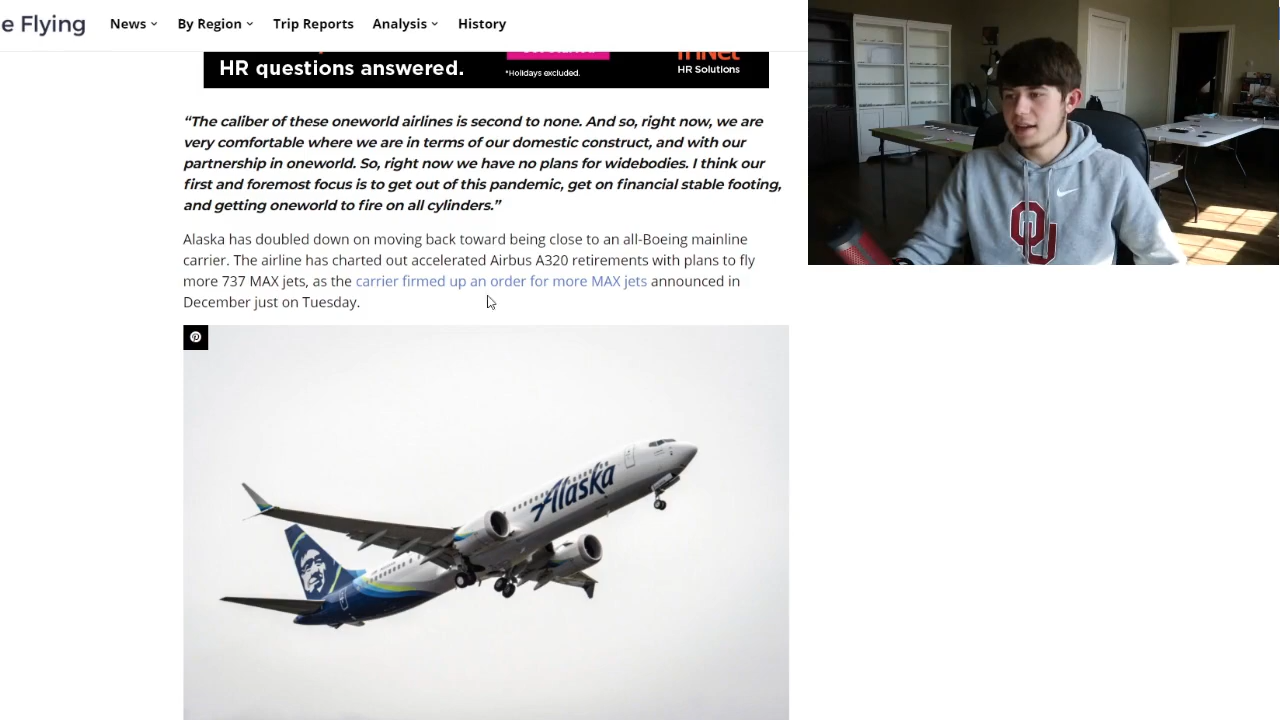 e Flying
News
By Region
Trip Reports
Analysis
History
HR questions answered.
*Holidays excluded.
HR Solutions
“The caliber of these oneworld airlines is second to none. And so, right now, we are
very comfortable where we are in terms of our domestic construct, and with our
partnership in oneworld. So, right now we have no plans for widebodies. I think our
first and foremost focus is to get out of this pandemic, get on financial stable footing,
and getting oneworld to fire on all cylinders.”
Alaska has doubled down on moving back toward being close to an all-Boeing mainline
carrier. The airline has charted out accelerated Airbus A320 retirements with plans to fly
more 737 MAX jets, as the carrier firmed up an order for more MAX jets announced in
December just on Tuesday.
Alaska
OU